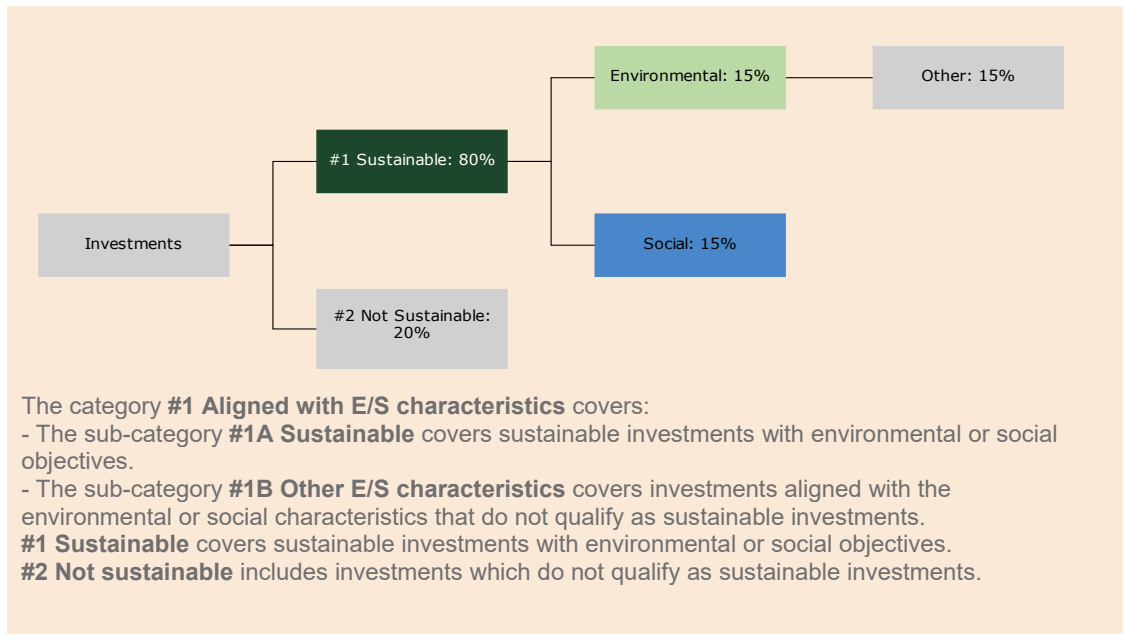 Environmental: 15%
Other: 15%
#1 Sustainable: 80%
Investments
Social: 15%
#2 Not Sustainable:
20%
The category #1 Aligned with E/S characteristics covers:
- The sub-category #1A Sustainable covers sustainable investments with environmental or social
objectives.
- The sub-category #1B Other E/S characteristics covers investments aligned with the
environmental or social characteristics that do not qualify as sustainable investments.
#1 Sustainable covers sustainable investments with environmental or social objectives.
#2 Not sustainable includes investments which do not qualify as sustainable investments.